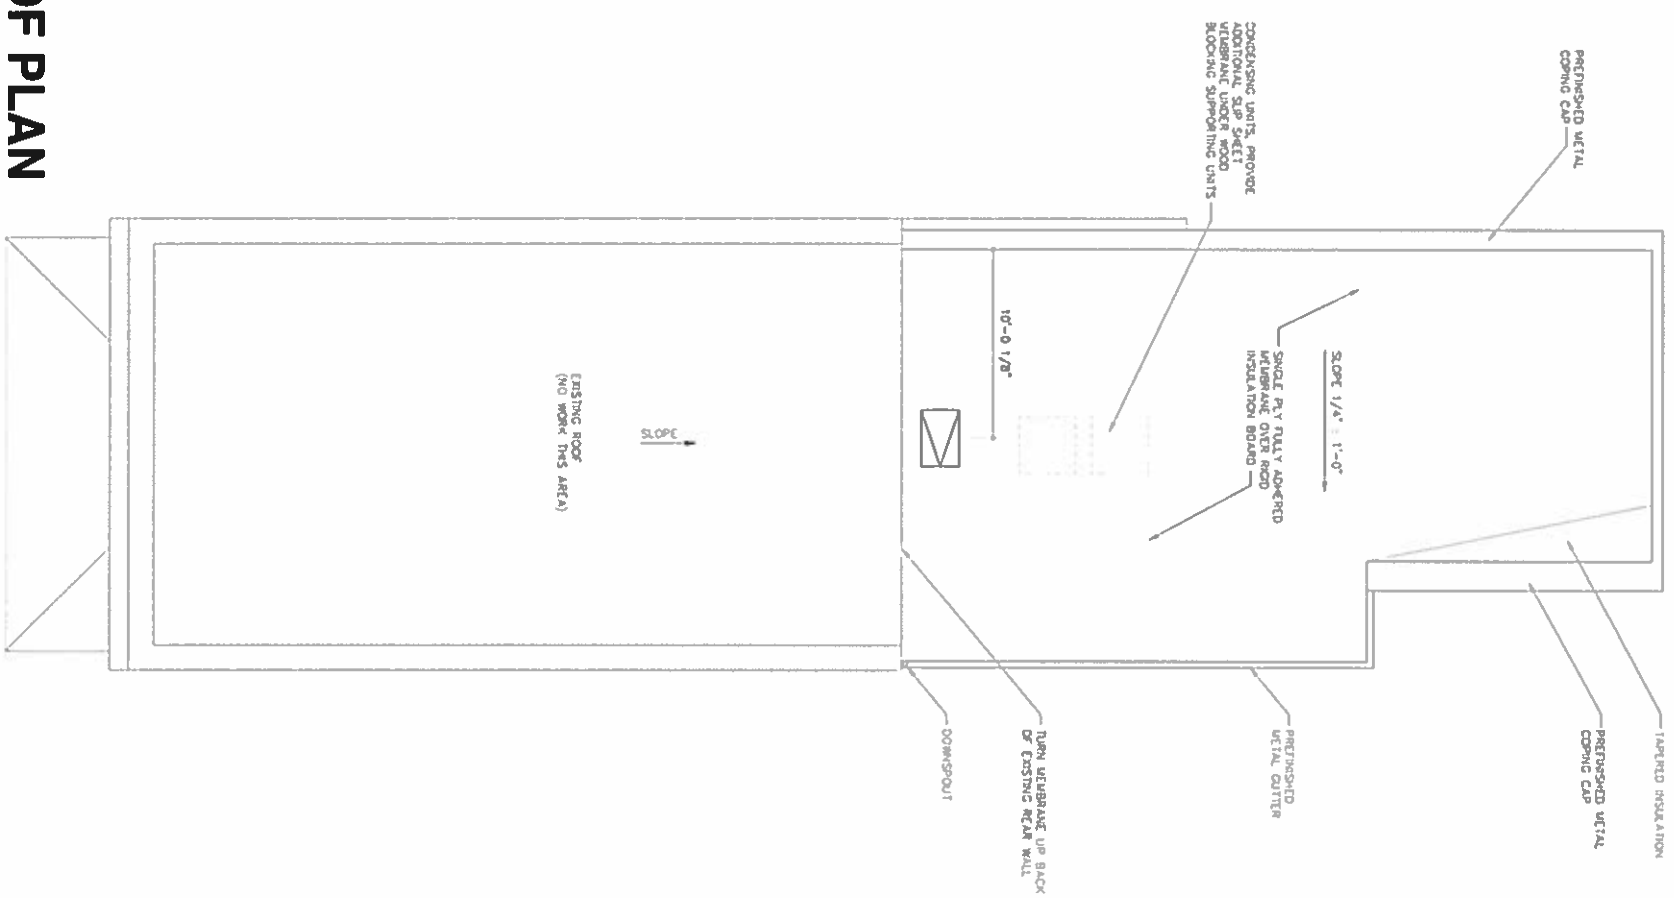 PREFINISHED METAL
COPING CAP
CONDENSING UNITS, PROVIDE
ADDITIONAL SLIP SHEET
MEMBRANE UNDER WOOD
BLOCKING SUPPORTING UNITS
10'-0 1/8"
SLOPE 1/4" : 1'-0"
SINGLE PLY FULLY ADHERED
MEMBRANE OVER RIGID
INSULATION BOARD
SLOPE
EXISTING ROOF
(NO WORK THIS AREA)
TAPERED INSULATION
PREFINISHED METAL
COPING CAP
PREFINISHED
METAL GUTTER
TURN MEMBRANE UP BACK
OF EXISTING REAR WALL
DOWNSPOUT
OF PLAN